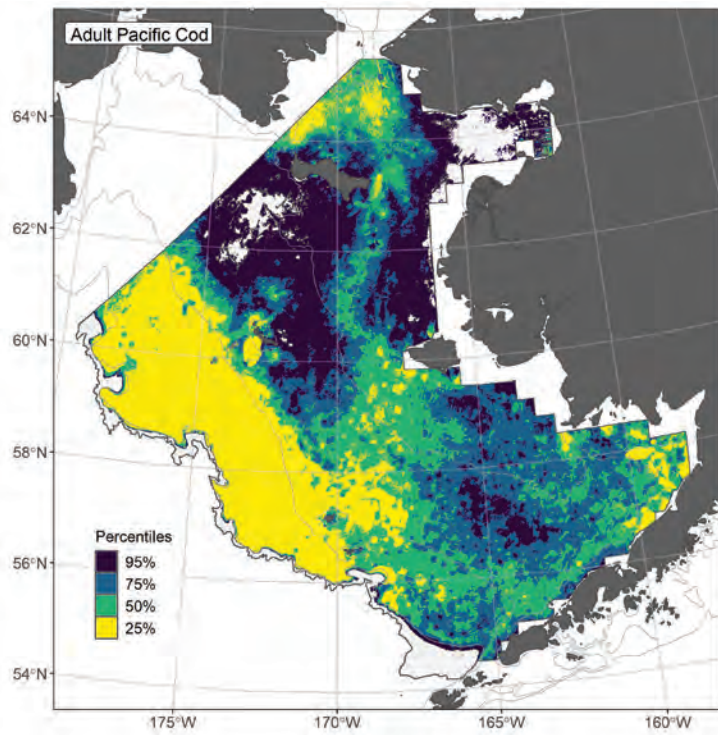 Adult Pacific Cod
64°N
62°N
60°N
58°N
56°N
54°N
Percentiles
95%
75%
50%
25%
175°W
170°W
165°W
160°W